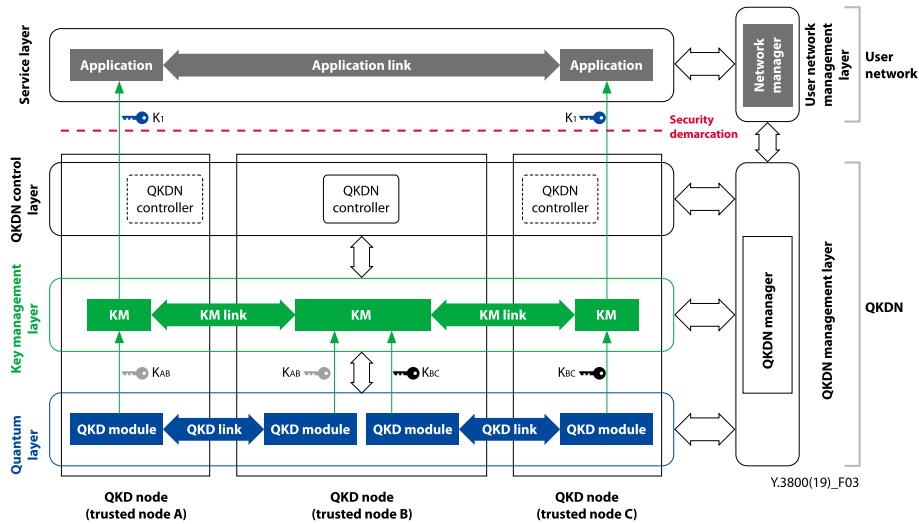 Service layer
Application
Application link
Application
Network
manager
User network
management
layer
User
network
K1
K1
Security
demarcation
QKDN control
layer
QKDN
controller
QKDN
controller
QKDN
controller
Key management
layer
KM
KM link
KM
KM link
KM
QKDN manager
QKDN management layer
QKDN
KAB
KAB
KBC
KBC
Quantum
layer
QKD module
QKD link
QKD module
QKD module
QKD link
QKD module
Y.3800(19)_F03
QKD node
(trusted node A)
QKD node
(trusted node B)
QKD node
(trusted node C)